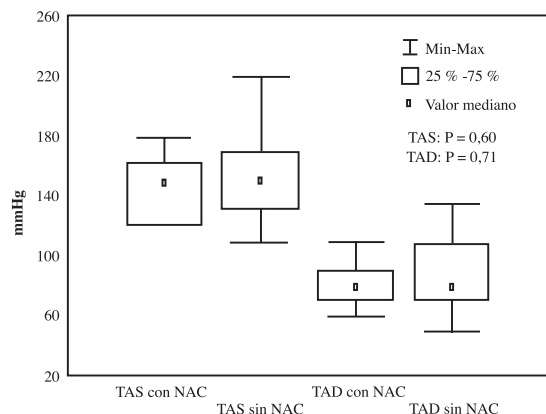 260
220
180
140
100
60
20
mmHg
Min-Max
25 % -75 %
Valor mediano
TAS: P = 0,60
TAD: P = 0,71
TAS con NAC
TAS sin NAC
TAD con NAC
TAD sin NAC